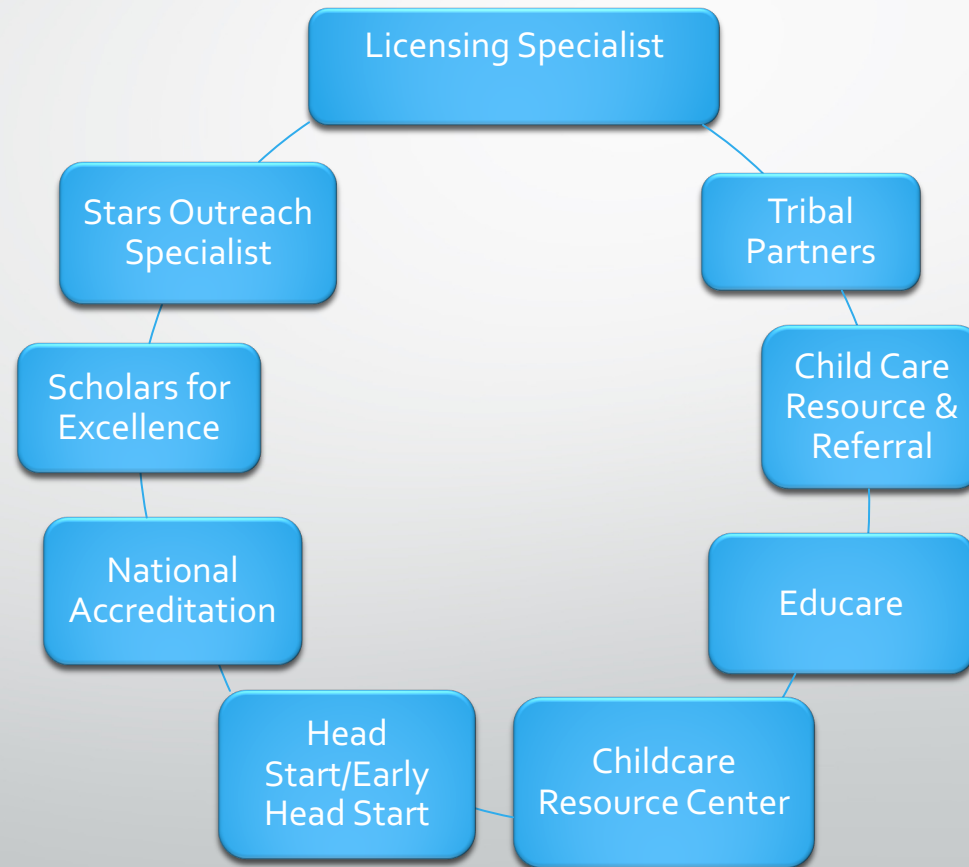 Licensing Specialist
Stars Outreach
Specialist
Tribal
Partners
Scholars for
Excellence
Child Care
Resource &
Referral
National
Accreditation
Educare
Head
Start/Early
Head Start
Childcare
Resource Center